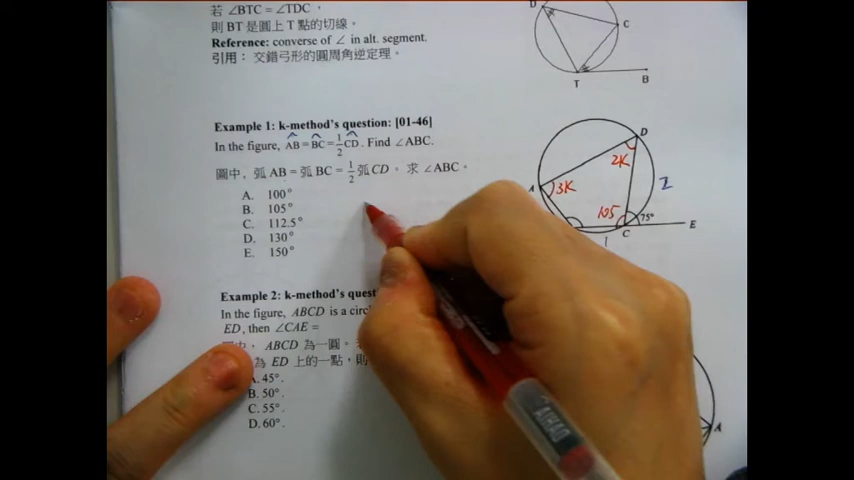 若 ∠BTC = ∠TDC，
則 BT 是圓上 T 點的切線。
Reference: converse of ∠ in alt. segment.
引用： 交錯弓形的圓周角逆定理。
D
C
T
B
Example 1: k-method's question: [01-46]
In the figure, AB = BC = 1/2 CD. Find ∠ABC.
圖中，弧 AB = 弧 BC = 1/2 弧 CD。求 ∠ABC。
A. 100°
B. 105°
C. 112.5°
D. 130°
E. 150°
D
2K
A
3K
2
105
75°
C
E
1
Example 2: k-method's
In the figure, ABCD is a
ED, then ∠CAE =
ABCD 為一圓。
為 ED 上的一點，則
A. 45°.
B. 50°.
C. 55°.
D. 60°.
A